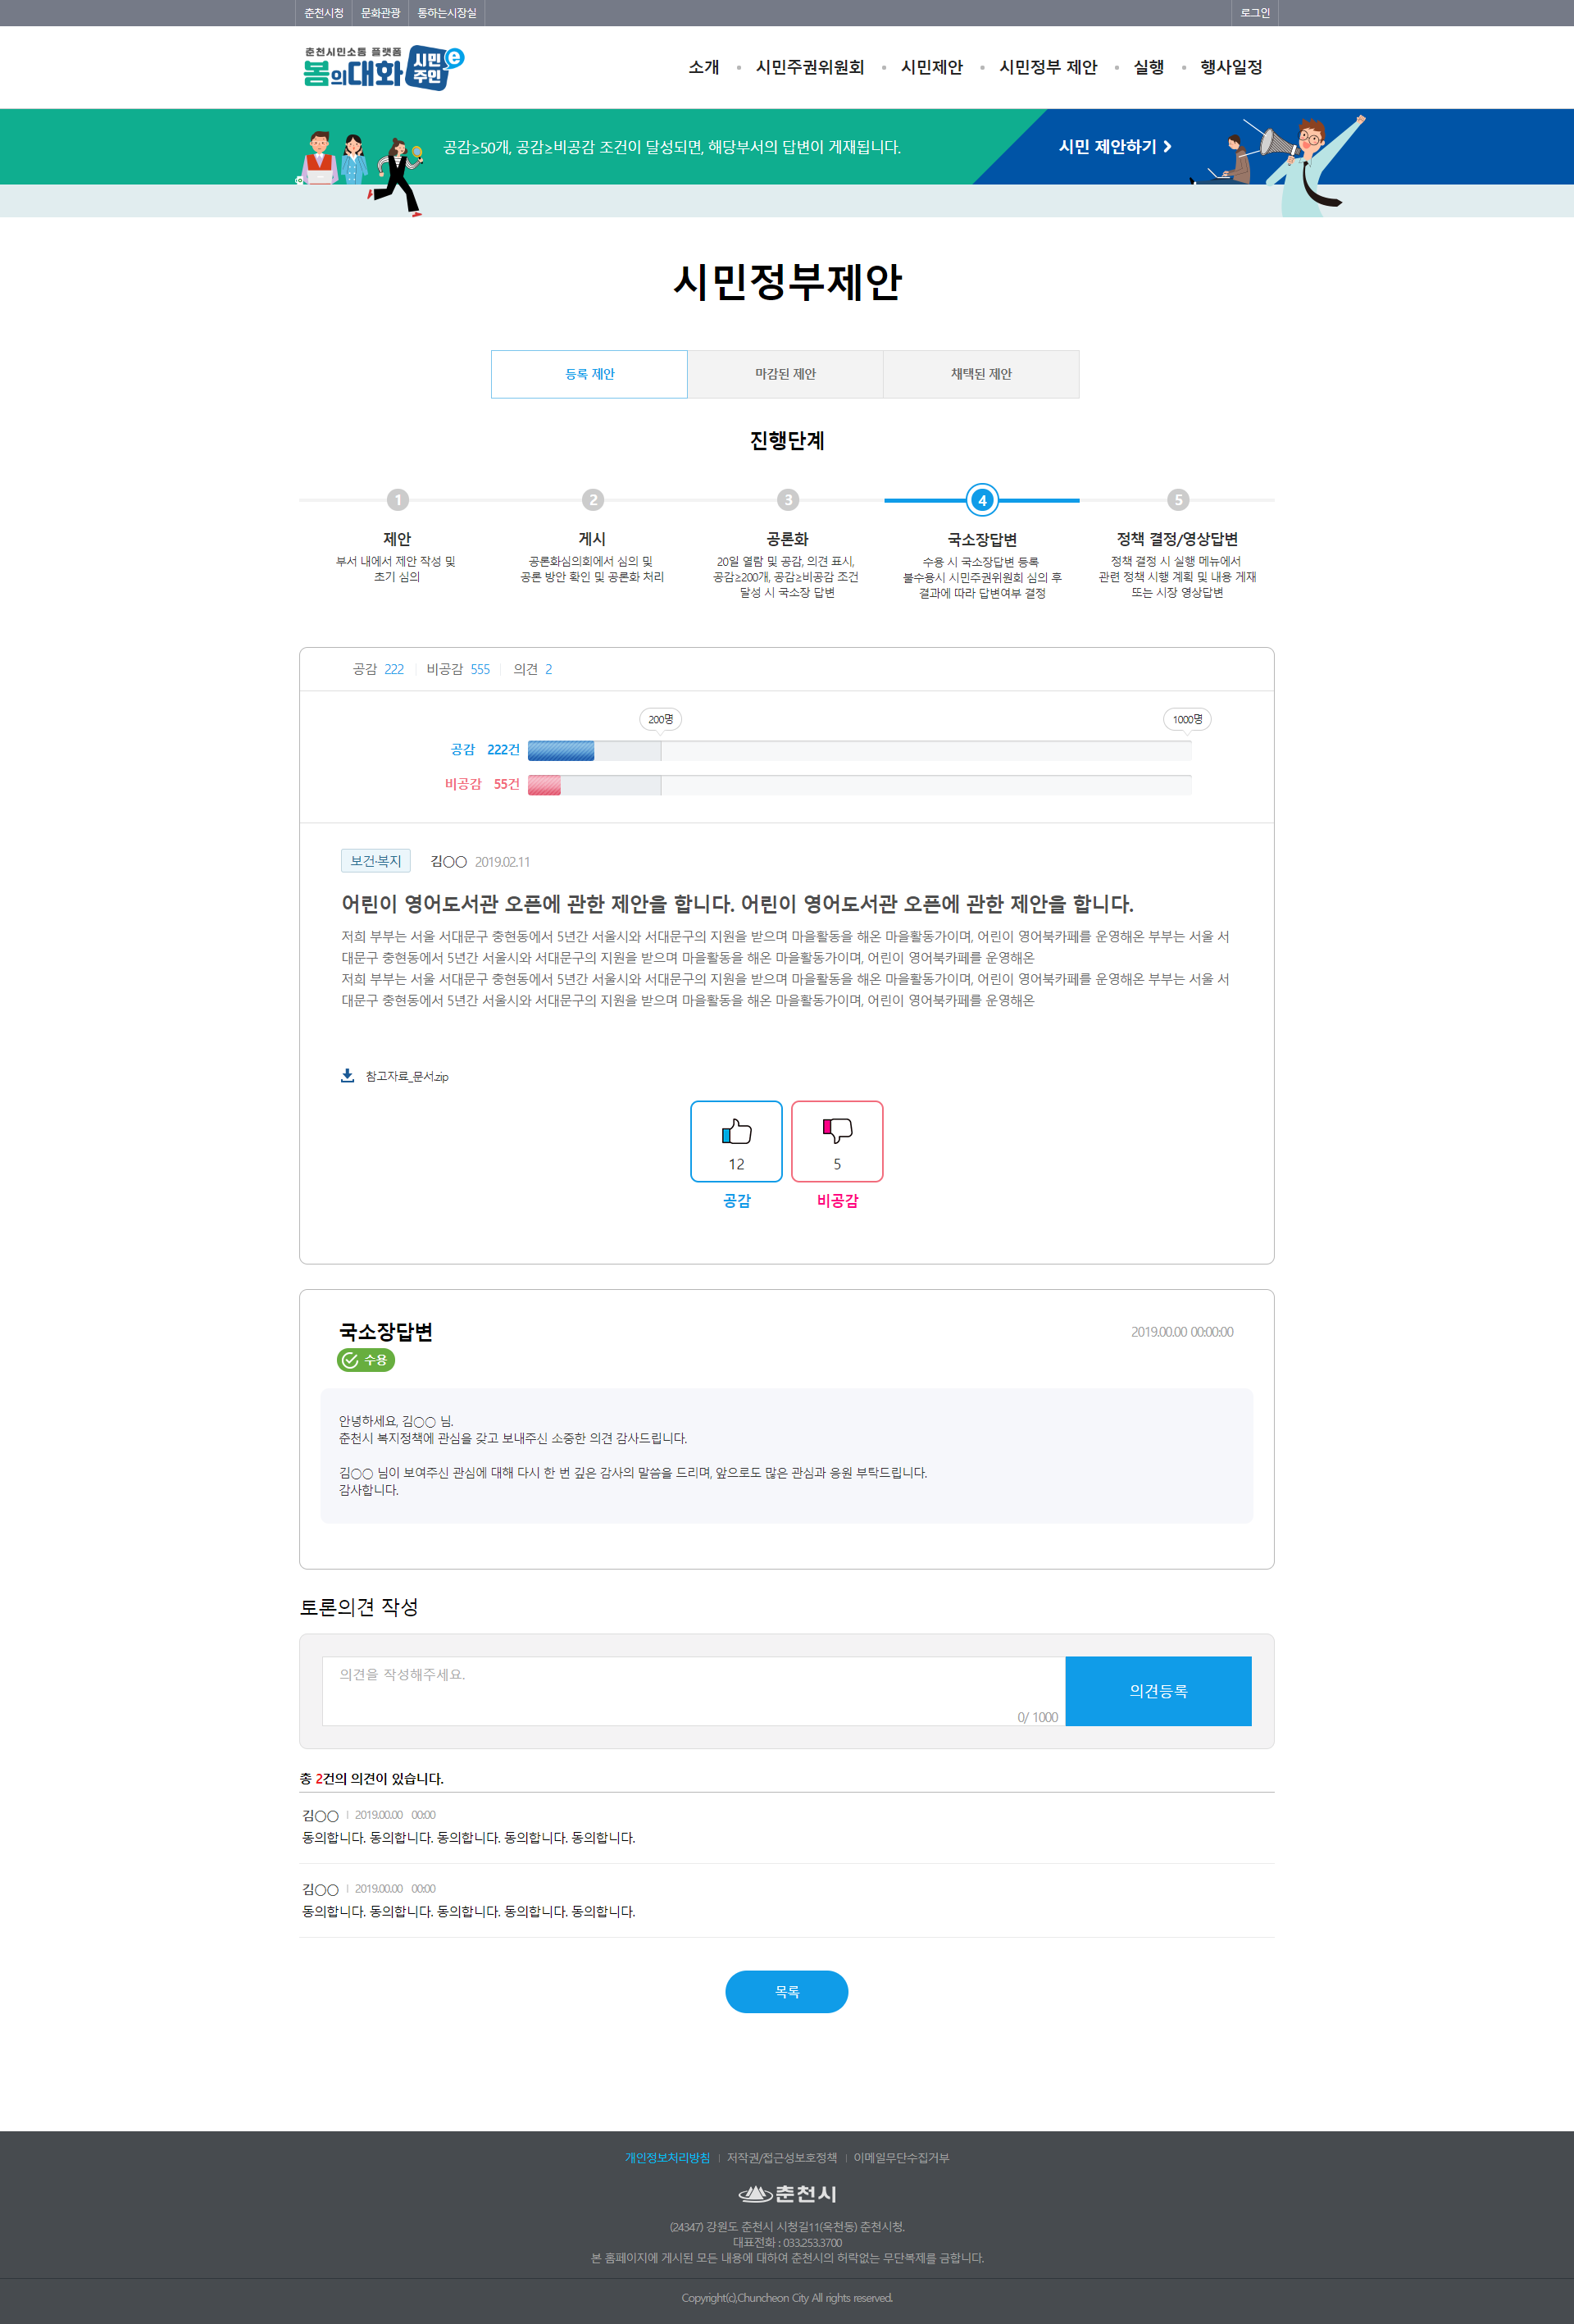 춘천시청 문화관광 통하는시장실 로그인
춘천시민소통 플랫폼
봄의대화 시민주인 e
소개 시민주권위원회 시민제안 시민정부 제안 실행 행사일정
공감≥50개, 공감≥비공감 조건이 달성되면, 해당부서의 답변이 게재됩니다.
시민 제안하기
시민정부제안
등록 제안 마감된 제안 채택된 제안
진행단계
1 2 3 4 5
제안
부서 내에서 제안 작성 및
초기 심의
게시
공론화심의회에서 심의 및
공론 방안 확인 및 공론화 처리
공론화
20일 열람 및 공감, 의견 표시,
공감≥200개, 공감≥비공감 조건
달성 시 국소장 답변
국소장답변
수용 시 국소장답변 등록
불수용시 시민주권위원회 심의 후
결과에 따라 답변여부 결정
정책 결정/영상답변
정책 결정 시 실행 메뉴에서
관련 정책 시행 계획 및 내용 게재
또는 시장 영상답변
공감 222 비공감 555 의견 2
200명 1000명
공감 222건
비공감 55건
보건·복지 김○○ 2019.02.11
어린이 영어도서관 오픈에 관한 제안을 합니다. 어린이 영어도서관 오픈에 관한 제안을 합니다.
저희 부부는 서울 서대문구 충현동에서 5년간 서울시와 서대문구의 지원을 받으며 마을활동을 해온 마을활동가이며, 어린이 영어북카페를 운영해온 부부는 서울 서
대문구 충현동에서 5년간 서울시와 서대문구의 지원을 받으며 마을활동을 해온 마을활동가이며, 어린이 영어북카페를 운영해온
저희 부부는 서울 서대문구 충현동에서 5년간 서울시와 서대문구의 지원을 받으며 마을활동을 해온 마을활동가이며, 어린이 영어북카페를 운영해온 부부는 서울 서
대문구 충현동에서 5년간 서울시와 서대문구의 지원을 받으며 마을활동을 해온 마을활동가이며, 어린이 영어북카페를 운영해온
참고자료_문서.zip
12 5
공감 비공감
국소장답변 2019.00.00 00:00:00
수용
안녕하세요, 김○○ 님.
춘천시 복지정책에 관심을 갖고 보내주신 소중한 의견 감사드립니다.
김○○ 님이 보여주신 관심에 대해 다시 한 번 깊은 감사의 말씀을 드리며, 앞으로도 많은 관심과 응원 부탁드립니다.
감사합니다.
토론의견 작성
의견을 작성해주세요.
의견등록
0/ 1000
총 2건의 의견이 있습니다.
김○○ 2019.00.00 00:00
동의합니다. 동의합니다. 동의합니다. 동의합니다. 동의합니다.
김○○ 2019.00.00 00:00
동의합니다. 동의합니다. 동의합니다. 동의합니다. 동의합니다.
목록
개인정보처리방침 저작권/접근성보호정책 이메일무단수집거부
춘천시
(24347) 강원도 춘천시 시청길11(옥천동) 춘천시청.
대표전화 : 033.253.3700
본 홈페이지에 게시된 모든 내용에 대하여 춘천시의 허락없는 무단복제를 금합니다.
Copyright(c),Chuncheon City All rights reserved.